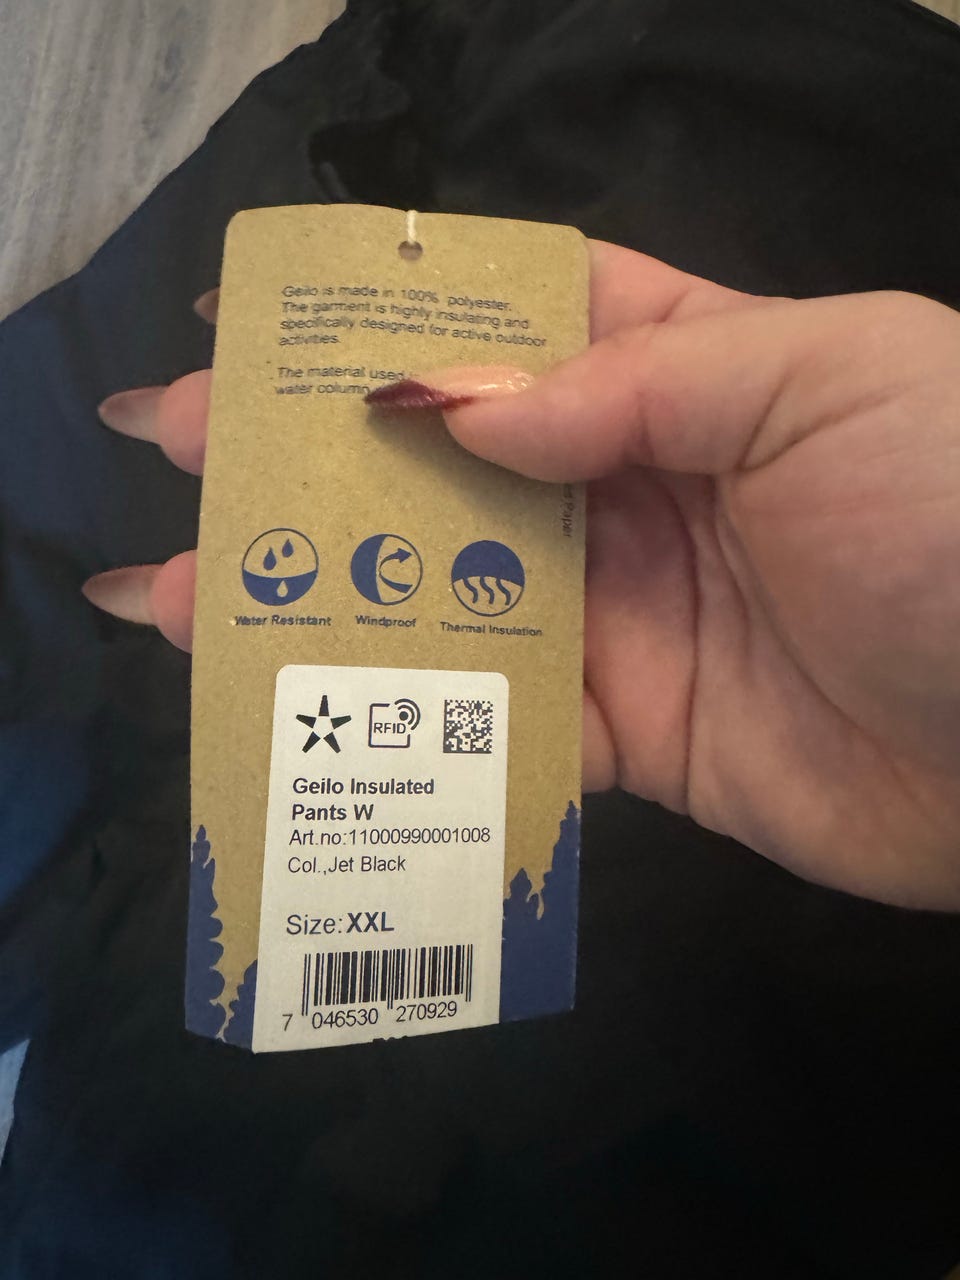 Geilo is made in 100% polyester.
The garment is highly insulating and
specifically designed for active outdoor
activities.
The material used
water column
Paper
Water Resistant
Windproof
Thermal Insulation
RFID
Geilo Insulated
Pants W
Art.no:11000990001008
Col.,Jet Black
Size:XXL
7 046530 270929